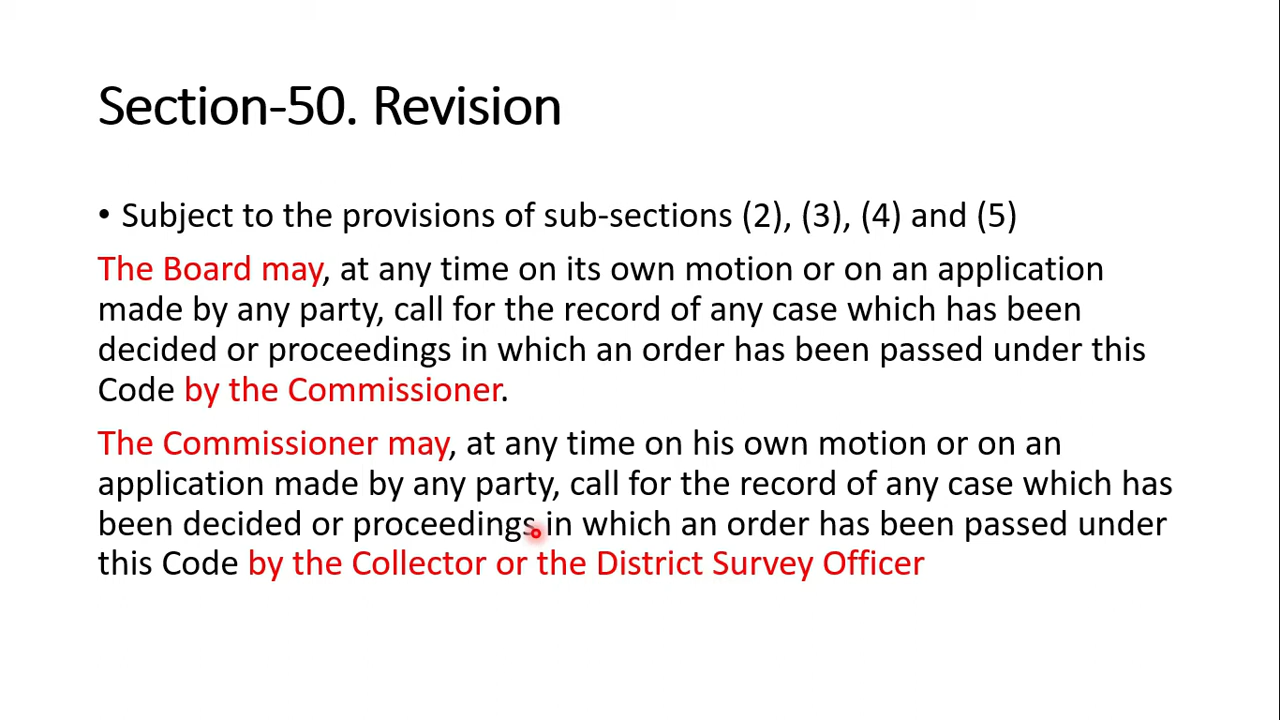 Section-50. Revision
• Subject to the provisions of sub-sections (2), (3), (4) and (5)
The Board may, at any time on its own motion or on an application
made by any party, call for the record of any case which has been
decided or proceedings in which an order has been passed under this
Code by the Commissioner.
The Commissioner may, at any time on his own motion or on an
application made by any party, call for the record of any case which has
been decided or proceedings in which an order has been passed under
this Code by the Collector or the District Survey Officer